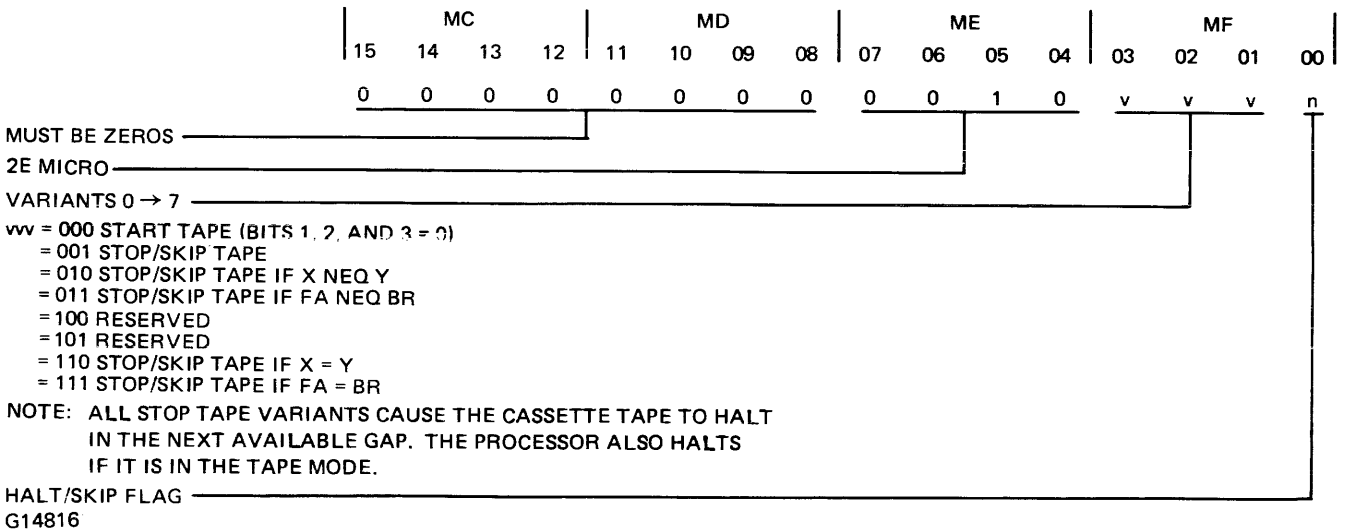 MC MD ME MF
15 14 13 12 11 10 09 08 07 06 05 04 03 02 01 00
0 0 0 0 0 0 0 0 0 0 1 0 v v v n
MUST BE ZEROS
2E MICRO
VARIANTS 0 → 7
vvv = 000 START TAPE (BITS 1, 2, AND 3 = 0)
= 001 STOP/SKIP TAPE
= 010 STOP/SKIP TAPE IF X NEQ Y
= 011 STOP/SKIP TAPE IF FA NEQ BR
= 100 RESERVED
= 101 RESERVED
= 110 STOP/SKIP TAPE IF X = Y
= 111 STOP/SKIP TAPE IF FA = BR
NOTE: ALL STOP TAPE VARIANTS CAUSE THE CASSETTE TAPE TO HALT
IN THE NEXT AVAILABLE GAP. THE PROCESSOR ALSO HALTS
IF IT IS IN THE TAPE MODE.
HALT/SKIP FLAG
G14816